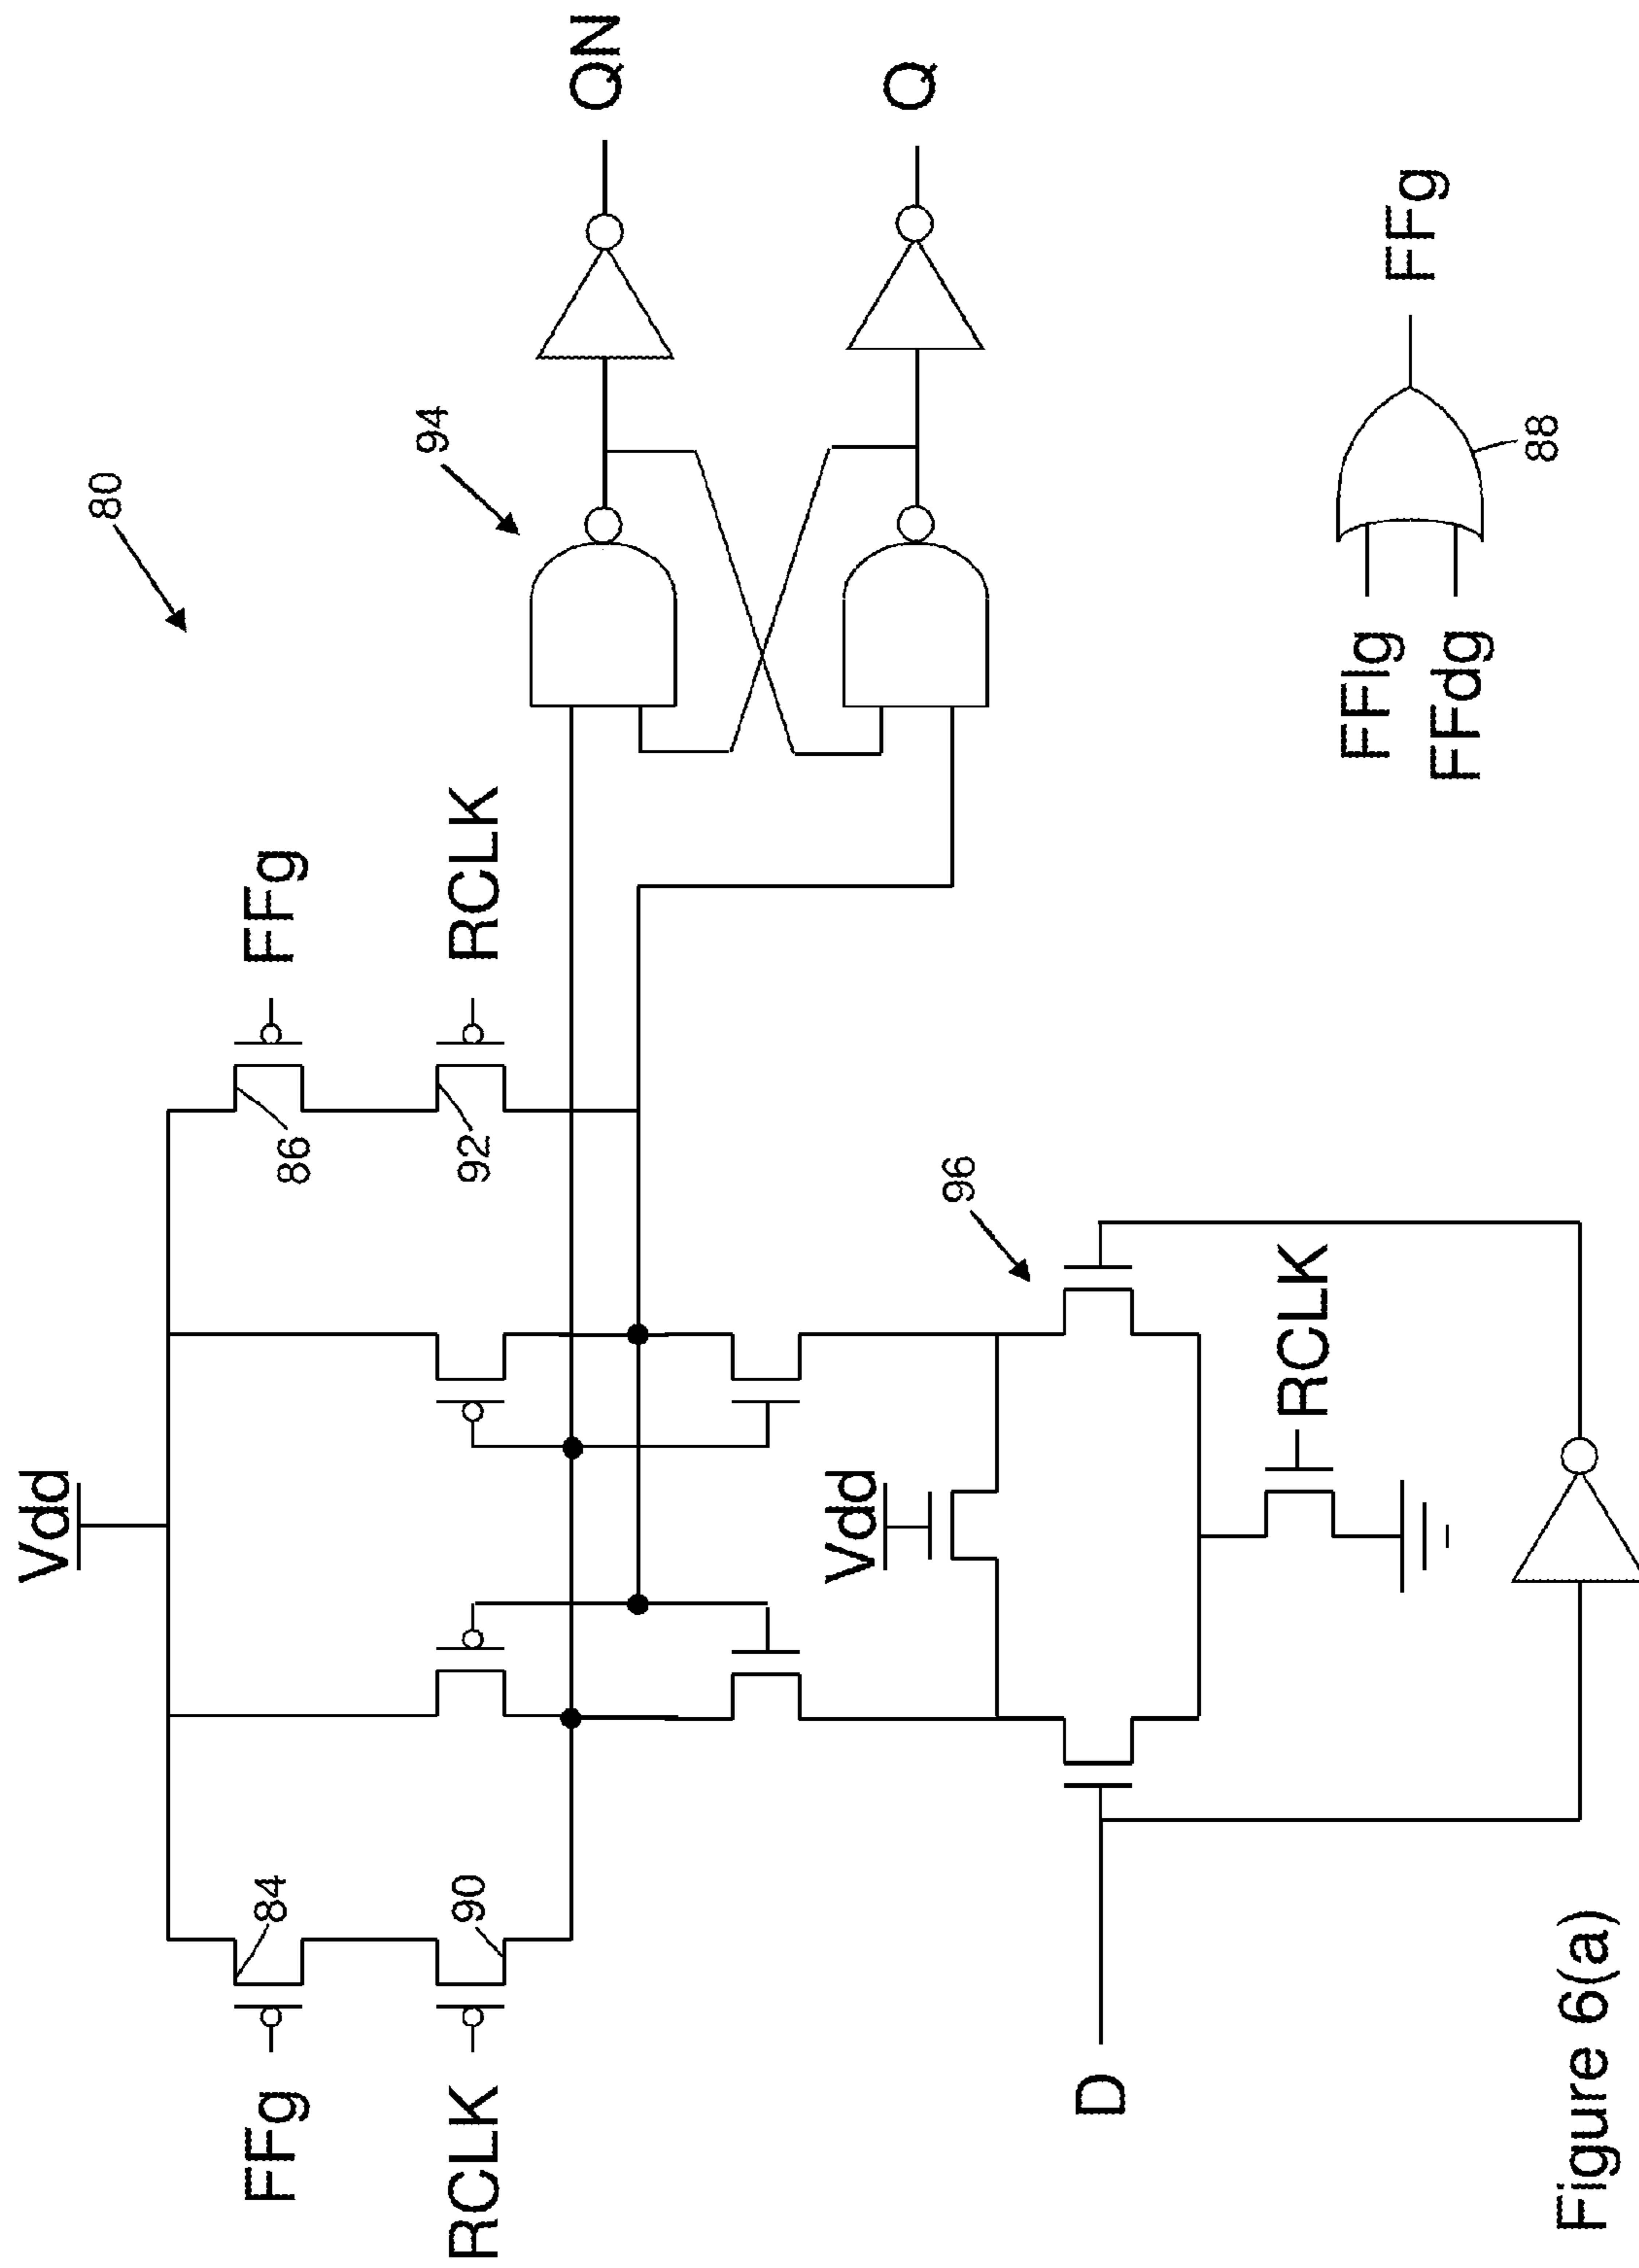 80
Vdd
FFg
84
RCLK
90
FFg
86
RCLK
92
94
QN
Q
Vdd
96
D
RCLK
FFlg
FFdg
FFg
88
Figure 6(a)